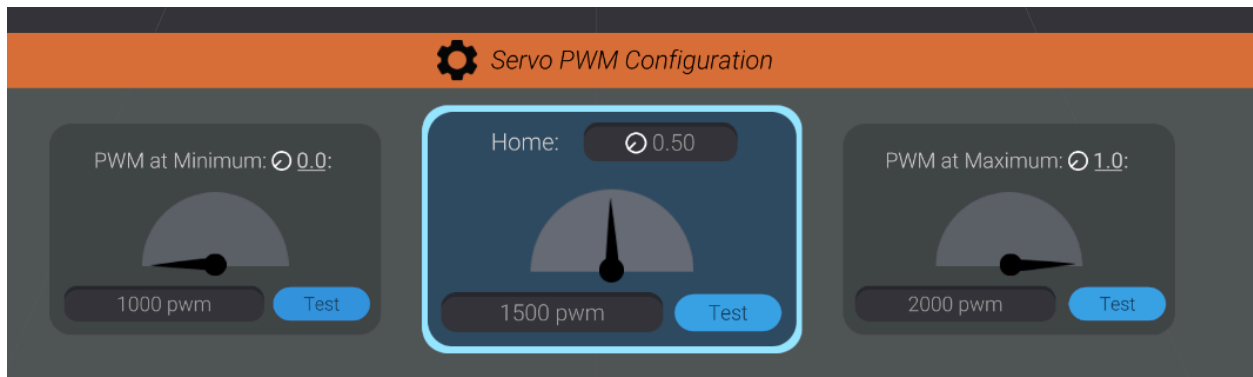 Servo PWM Configuration
PWM at Minimum: 0.0:
1000 pwm
Test
Home: 0.50
1500 pwm
Test
PWM at Maximum: 1.0:
2000 pwm
Test